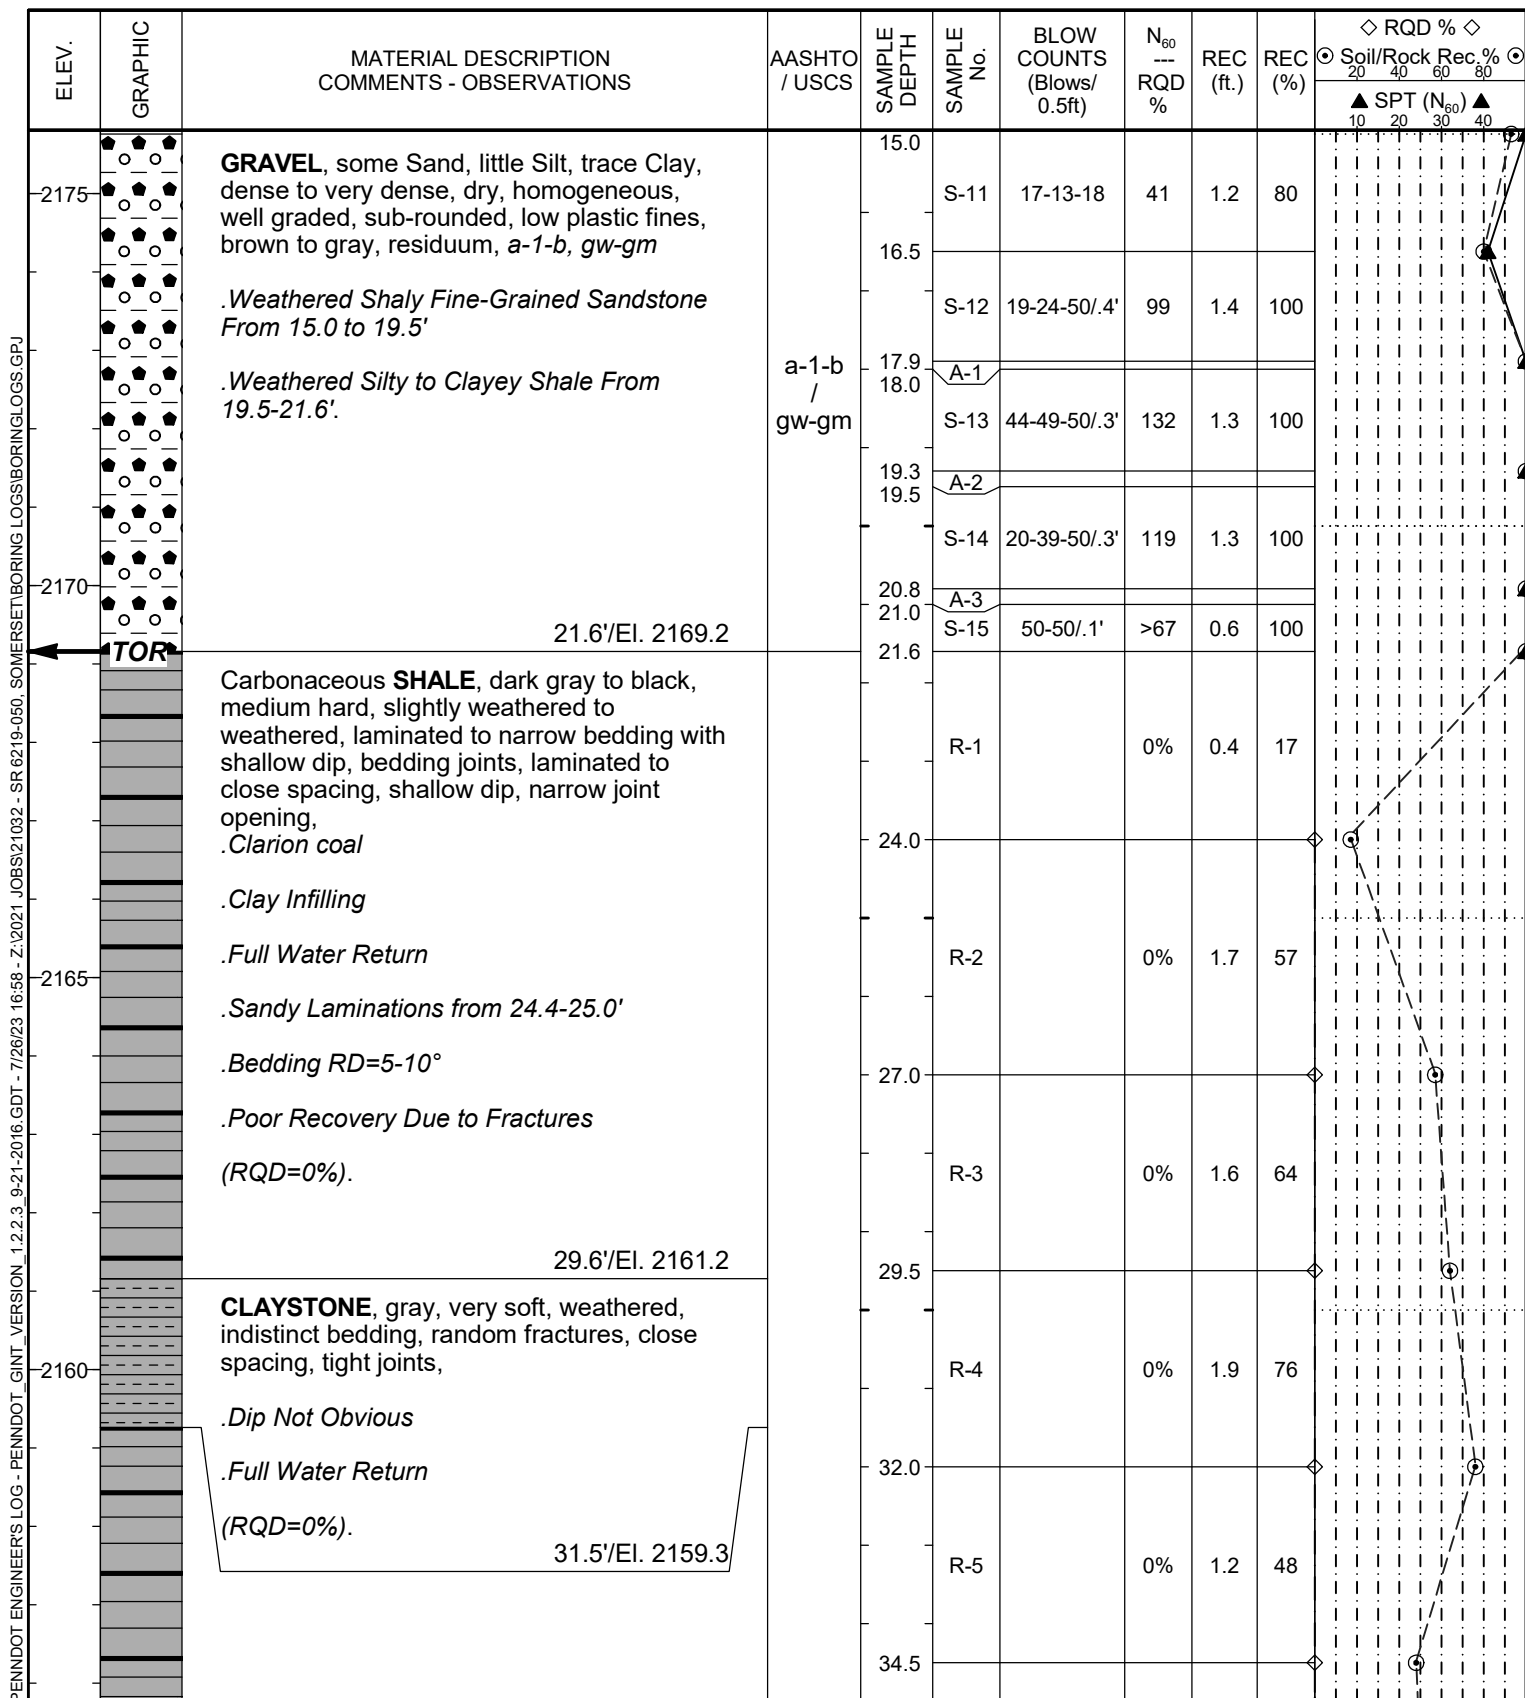 ELEV.
GRAPHIC
MATERIAL DESCRIPTION
COMMENTS - OBSERVATIONS
AASHTO
/ USCS
SAMPLE
DEPTH
SAMPLE
No.
BLOW
COUNTS
(Blows/
0.5ft)
N60
---
RQD
%
REC
(ft.)
REC
(%)
◇ RQD % ◇
Soil/Rock Rec.%
20 40 60 80
▲ SPT (N60) ▲
10 20 30 40
2175
2170
2165
2160
TOR
GRAVEL, some Sand, little Silt, trace Clay,
dense to very dense, dry, homogeneous,
well graded, sub-rounded, low plastic fines,
brown to gray, residuum, a-1-b, gw-gm
.Weathered Shaly Fine-Grained Sandstone
From 15.0 to 19.5'
.Weathered Silty to Clayey Shale From
19.5-21.6'.
21.6'/El. 2169.2
a-1-b
/
gw-gm
Carbonaceous SHALE, dark gray to black,
medium hard, slightly weathered to
weathered, laminated to narrow bedding with
shallow dip, bedding joints, laminated to
close spacing, shallow dip, narrow joint
opening,
.Clarion coal
.Clay Infilling
.Full Water Return
.Sandy Laminations from 24.4-25.0'
.Bedding RD=5-10°
.Poor Recovery Due to Fractures
(RQD=0%).
29.6'/El. 2161.2
CLAYSTONE, gray, very soft, weathered,
indistinct bedding, random fractures, close
spacing, tight joints,
.Dip Not Obvious
.Full Water Return
(RQD=0%).
31.5'/El. 2159.3
15.0
S-11 17-13-18 41 1.2 80
16.5
S-12 19-24-50/.4' 99 1.4 100
17.9
A-1
18.0
S-13 44-49-50/.3' 132 1.3 100
19.3
A-2
19.5
S-14 20-39-50/.3' 119 1.3 100
20.8
A-3
21.0
S-15 50-50/.1' >67 0.6 100
21.6
R-1 0% 0.4 17
24.0
R-2 0% 1.7 57
27.0
R-3 0% 1.6 64
29.5
R-4 0% 1.9 76
32.0
R-5 0% 1.2 48
34.5
PENNDOT ENGINEER'S LOG - PENNDOT_GINT_VERSION_1.2.2.3_9-21-2016.GDT - 7/26/23 16:58 - Z:\2021 JOBS\21032 - SR 6219-050, SOMERSET\BORING LOGS\BORINGLOGS.GPJ